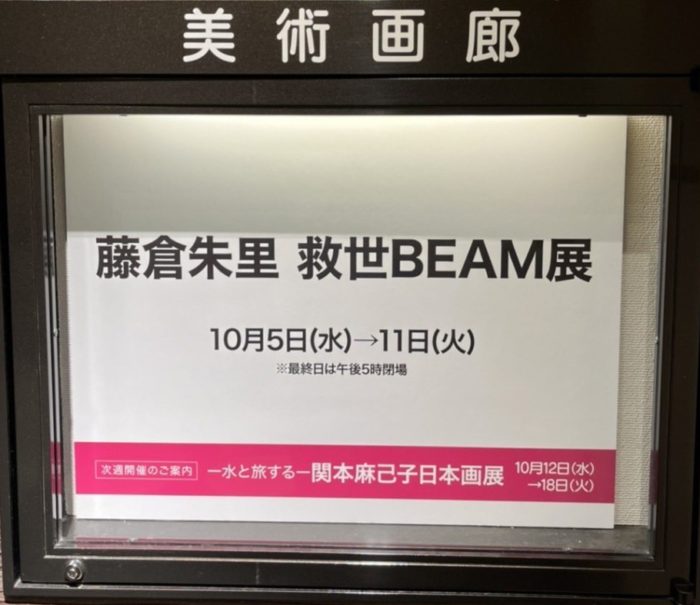 美術画廊
藤倉朱里 救世BEAM展
10月5日(水)→11日(火)
※最終日は午後5時閉場
次週開催のご案内 ―水と旅する―関本麻己子日本画展 10月12日(水)
→18日(火)